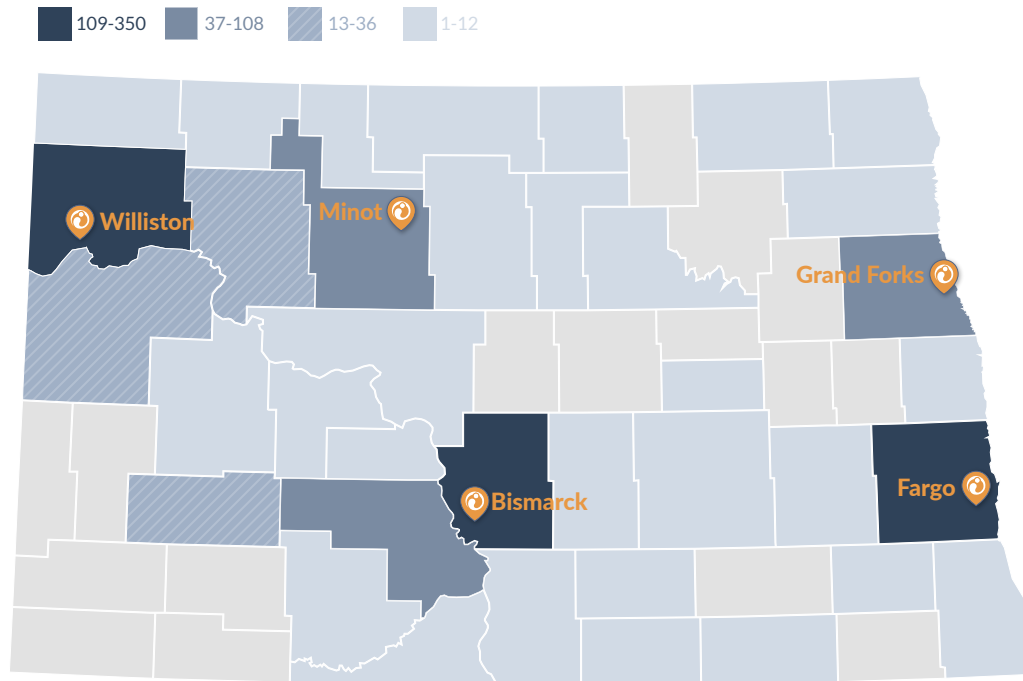 109-350 37-108 13-36 1-12
Williston
Minot
Grand Forks
Fargo
Bismarck